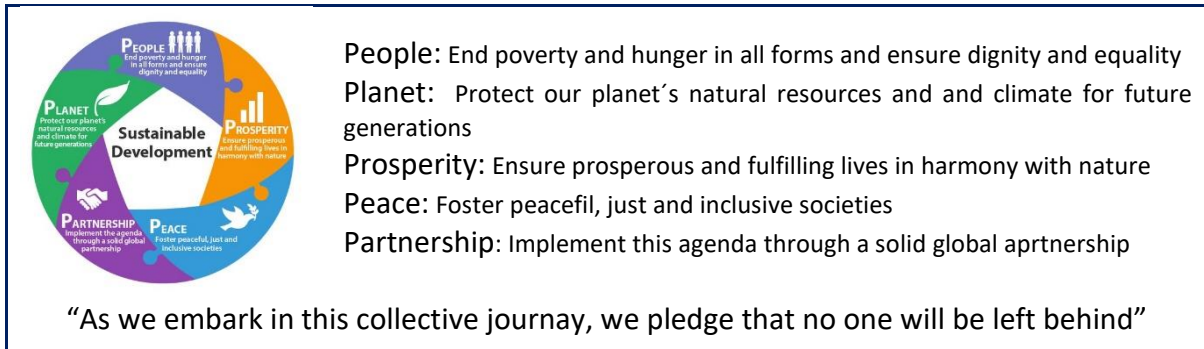 PEOPLE
End poverty and hunger
in all forms and ensure
dignity and equality
PLANET
Protect our planet's
natural resources
and climate for
future generations
Sustainable
Development
PROSPERITY
Ensure prosperous
and fulfilling lives in
harmony with nature
PARTNERSHIP
Implement the agenda
through a solid global
partnership
PEACE
Foster peaceful, just and
inclusive societies
People: End poverty and hunger in all forms and ensure dignity and equality
Planet: Protect our planet´s natural resources and and climate for future
generations
Prosperity: Ensure prosperous and fulfilling lives in harmony with nature
Peace: Foster peacefil, just and inclusive societies
Partnership: Implement this agenda through a solid global aprtnership
“As we embark in this collective journay, we pledge that no one will be left behind”